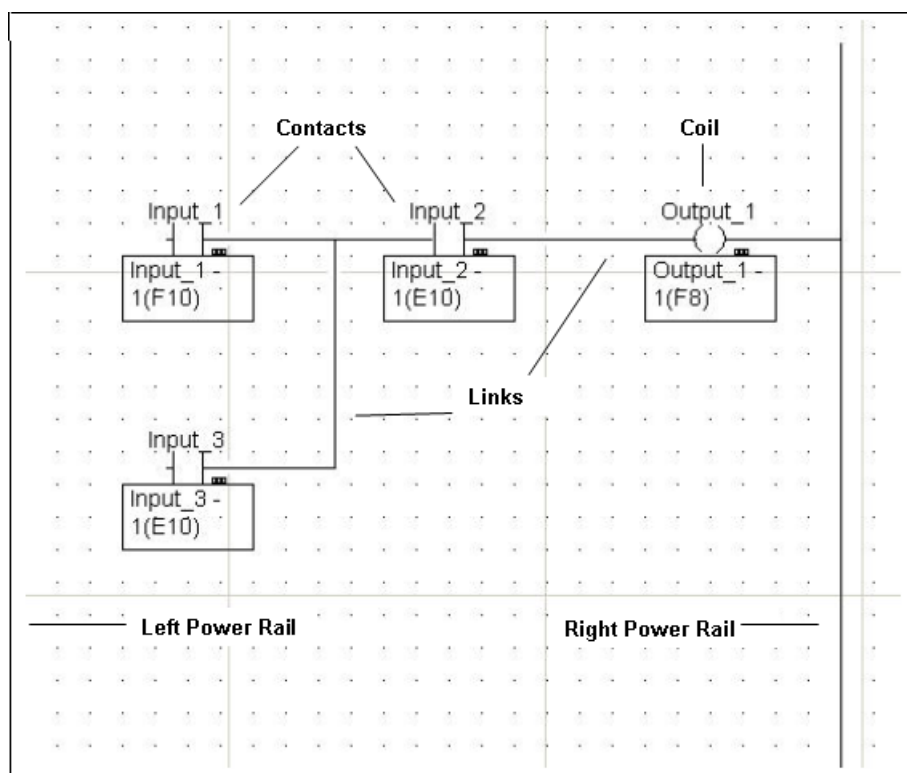 Contacts
Coil
Input_1
Input_2
Output_1
Input_1 -
1(F10)
Input_2 -
1(E10)
Output_1 -
1(F8)
Links
Input_3
Input_3 -
1(E10)
Left Power Rail
Right Power Rail